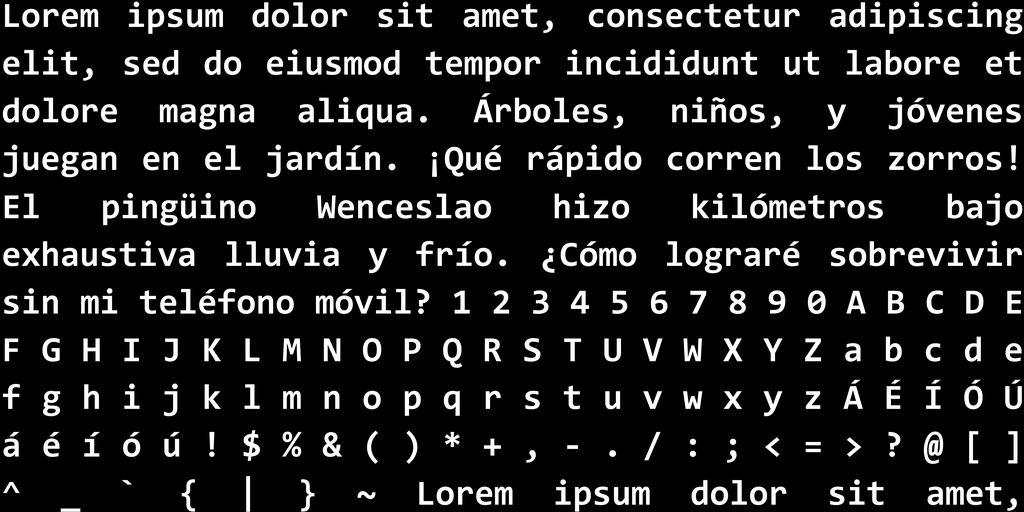 Lorem ipsum dolor sit amet, consectetur adipiscing
elit, sed do eiusmod tempor incididunt ut labore et
dolore magna aliqua. Árboles, niños, y jóvenes
juegan en el jardín. ¡Qué rápido corren los zorros!
El pingüino Wenceslao hizo kilómetros bajo
exhaustiva lluvia y frío. ¿Cómo lograré sobrevivir
sin mi teléfono móvil? 1 2 3 4 5 6 7 8 9 0 A B C D E
F G H I J K L M N O P Q R S T U V W X Y Z a b c d e
f g h i j k l m n o p q r s t u v w x y z Á É Í Ó Ú
á é í ó ú ! $ % & ( ) * + , - . / : ; < = > ? @ [ ]
^ _ ` { | } ~ Lorem ipsum dolor sit amet,